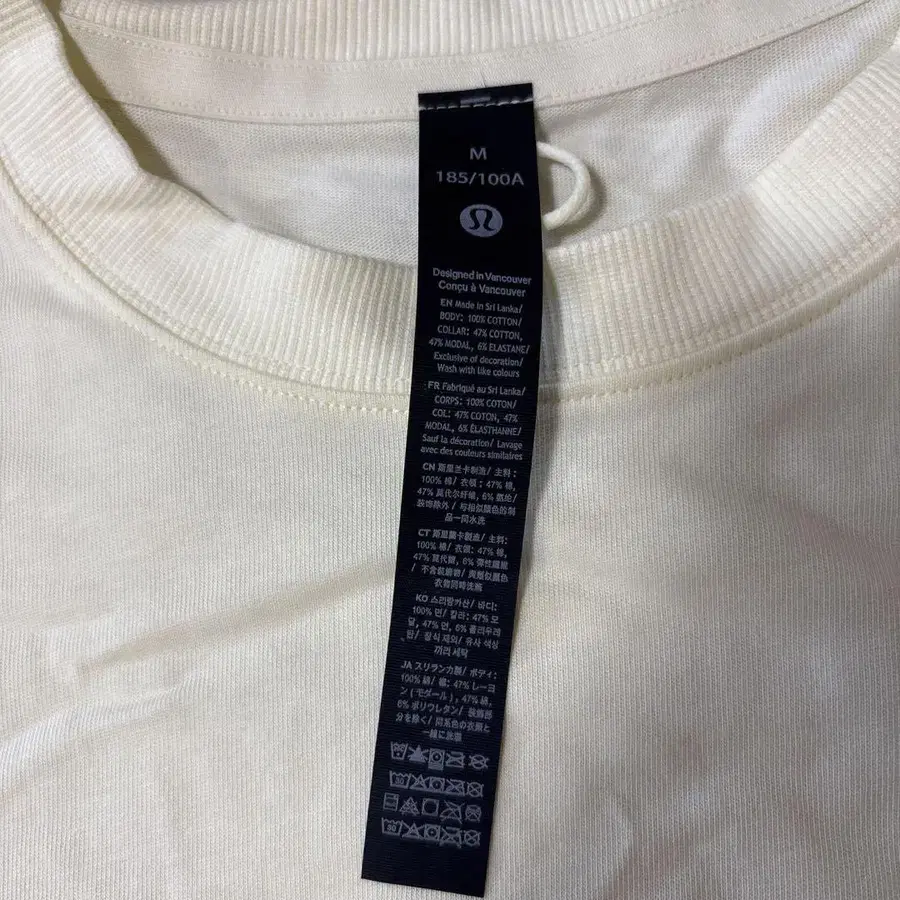 M
185/100A
Designed in Vancouver
Conçu à Vancouver
EN Made in Sri Lanka/
BODY: 100% COTTON/
COLLAR: 47% COTTON,
47% MODAL, 6% ELASTANE/
Exclusive of decoration/
Wash with like colours
FR Fabriqué au Sri Lanka/
CORPS: 100% COTON/
COL: 47% COTON, 47%
MODAL, 6% ÉLASTHANNE/
Sauf la décoration/ Lavage
avec des couleurs similaires
CN 斯里兰卡制造/ 主料:
100% 棉/ 衣领: 47% 棉,
47% 莫代尔纤维, 6% 氨纶/
装饰除外/ 与相似颜色的制
品一同水洗
CT 斯里蘭卡製造/ 主料:
100% 棉/ 衣領: 47% 棉,
47% 莫代爾, 6% 彈性纖維
/ 不含裝飾物/ 與類似顏色
衣物同時洗滌
KO 스리랑카산/ 바디:
100% 면/ 칼라: 47% 모
달, 47% 면, 6% 폴리우레
탄/ 장식 제외/ 유사 색상
끼리 세탁
JA スリランカ製/ ボディ:
100% 綿/ 襟: 47% レーヨ
ン (モダール), 47% 綿,
6% ポリウレタン/ 装飾部
分を除く/ 同系色の衣類と
一緒に洗濯
30
30